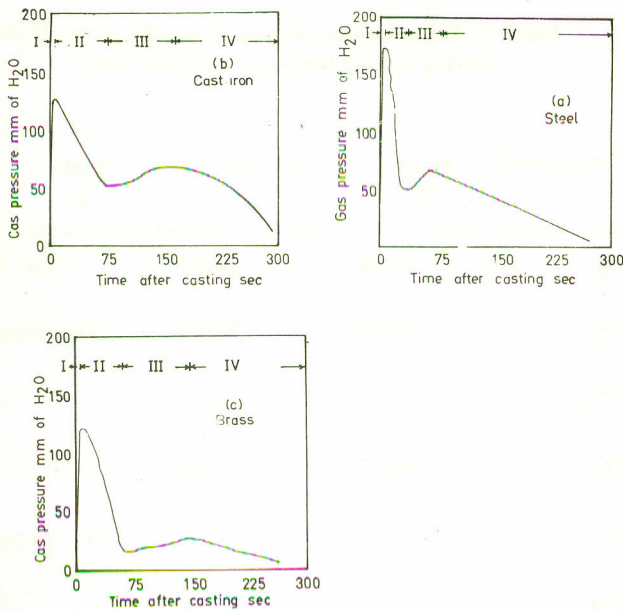 200
I II III IV
150
(b)
Cast iron
100
50
0
0 75 150 225 300
Time after casting sec
Cas pressure mm of H2O
200
I II III IV
150
(a)
Steel
100
50
0 75 150 225 300
Time after casting sec
Gas pressure mm of H2O
200
I II III IV
150
(c)
Brass
100
50
0
0 75 150 225 300
Time after casting sec
Cas pressure mm of H2O